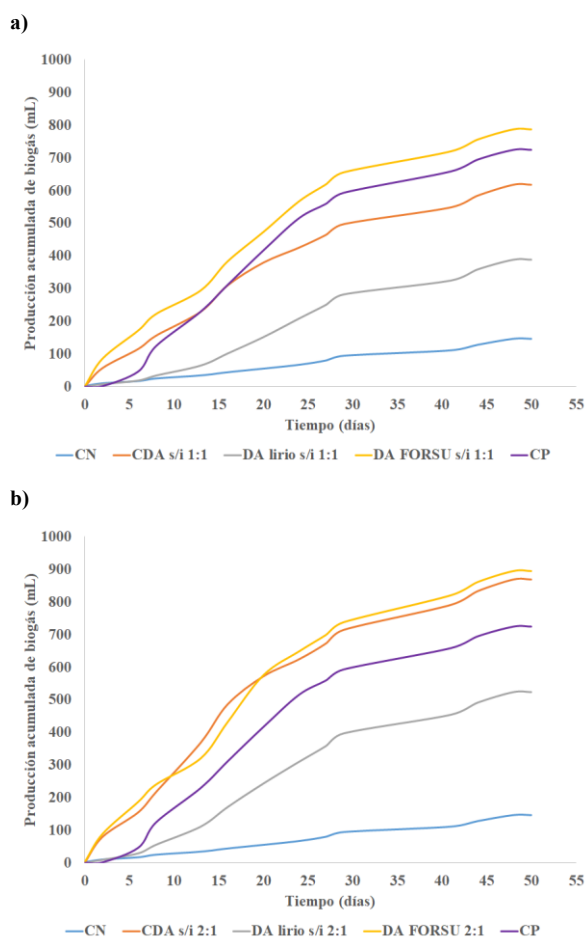 a)
Producción acumulada de biogás (mL)
1000
900
800
700
600
500
400
300
200
100
0
0 5 10 15 20 25 30 35 40 45 50 55
Tiempo (días)
CN CDA s/i 1:1 DA lirio s/i 1:1 DA FORSU s/i 1:1 CP
b)
Producción acumulada de biogás (mL)
1000
900
800
700
600
500
400
300
200
100
0
0 5 10 15 20 25 30 35 40 45 50 55
Tiempo (días)
CN CDA s/i 2:1 DA lirio s/i 2:1 DA FORSU 2:1 CP